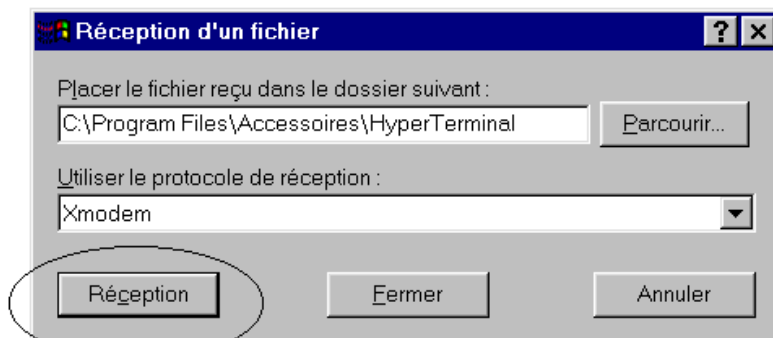 Réception d'un fichier
Placer le fichier reçu dans le dossier suivant :
C:\Program Files\Accessoires\HyperTerminal
Parcourir...
Utiliser le protocole de réception :
Xmodem
Réception
Fermer
Annuler